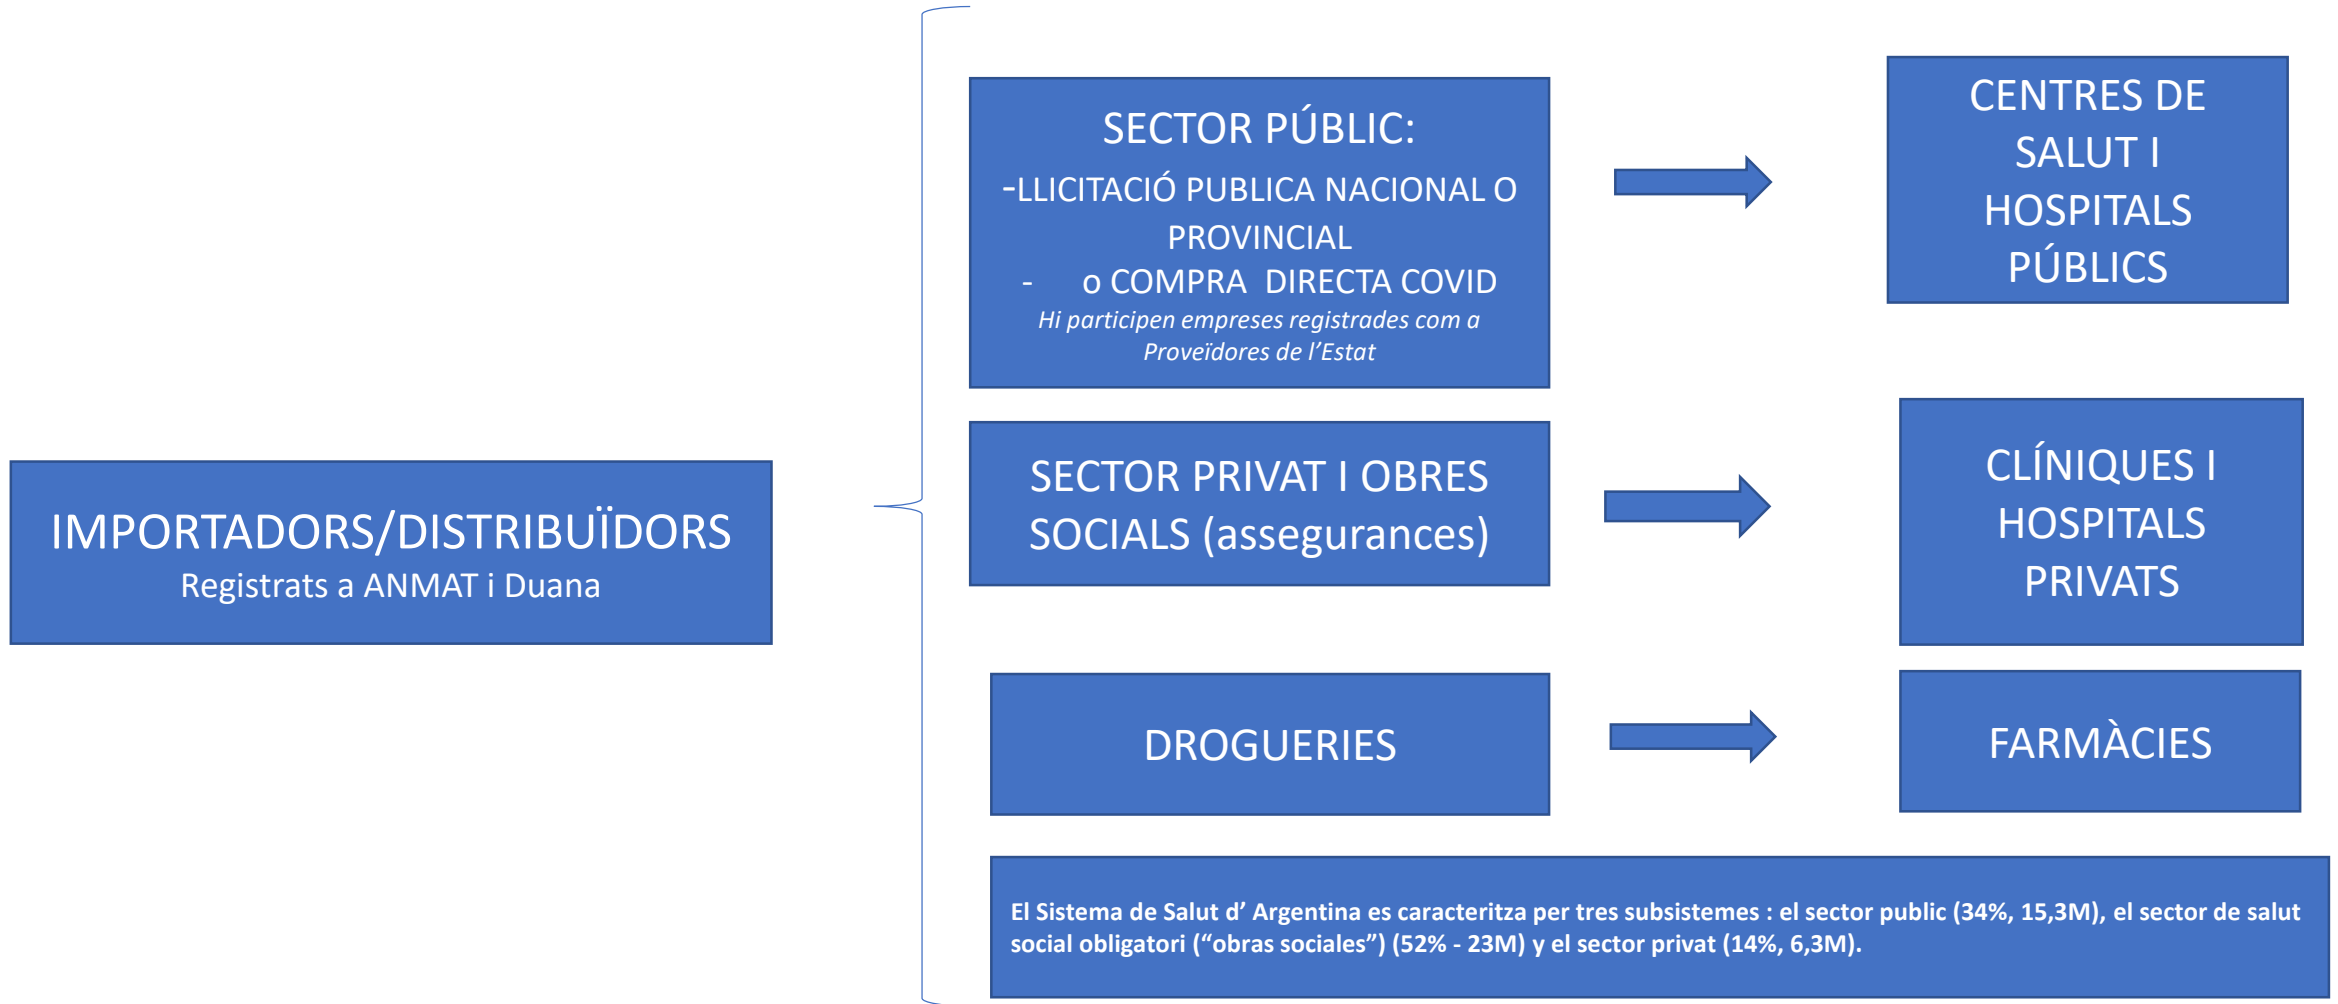 IMPORTADORS/DISTRIBUÏDORS
Registrats a ANMAT i Duana
SECTOR PÚBLIC:
-LLICITACIÓ PUBLICA NACIONAL O
PROVINCIAL
- o COMPRA DIRECTA COVID
Hi participen empreses registrades com a
Proveïdores de l’Estat
CENTRES DE
SALUT I
HOSPITALS
PÚBLICS
SECTOR PRIVAT I OBRES
SOCIALS (assegurances)
CLÍNIQUES I
HOSPITALS
PRIVATS
DROGUERIES
FARMÀCIES
El Sistema de Salut d’ Argentina es caracteritza per tres subsistemes : el sector public (34%, 15,3M), el sector de salut
social obligatori (“obras sociales”) (52% - 23M) y el sector privat (14%, 6,3M).